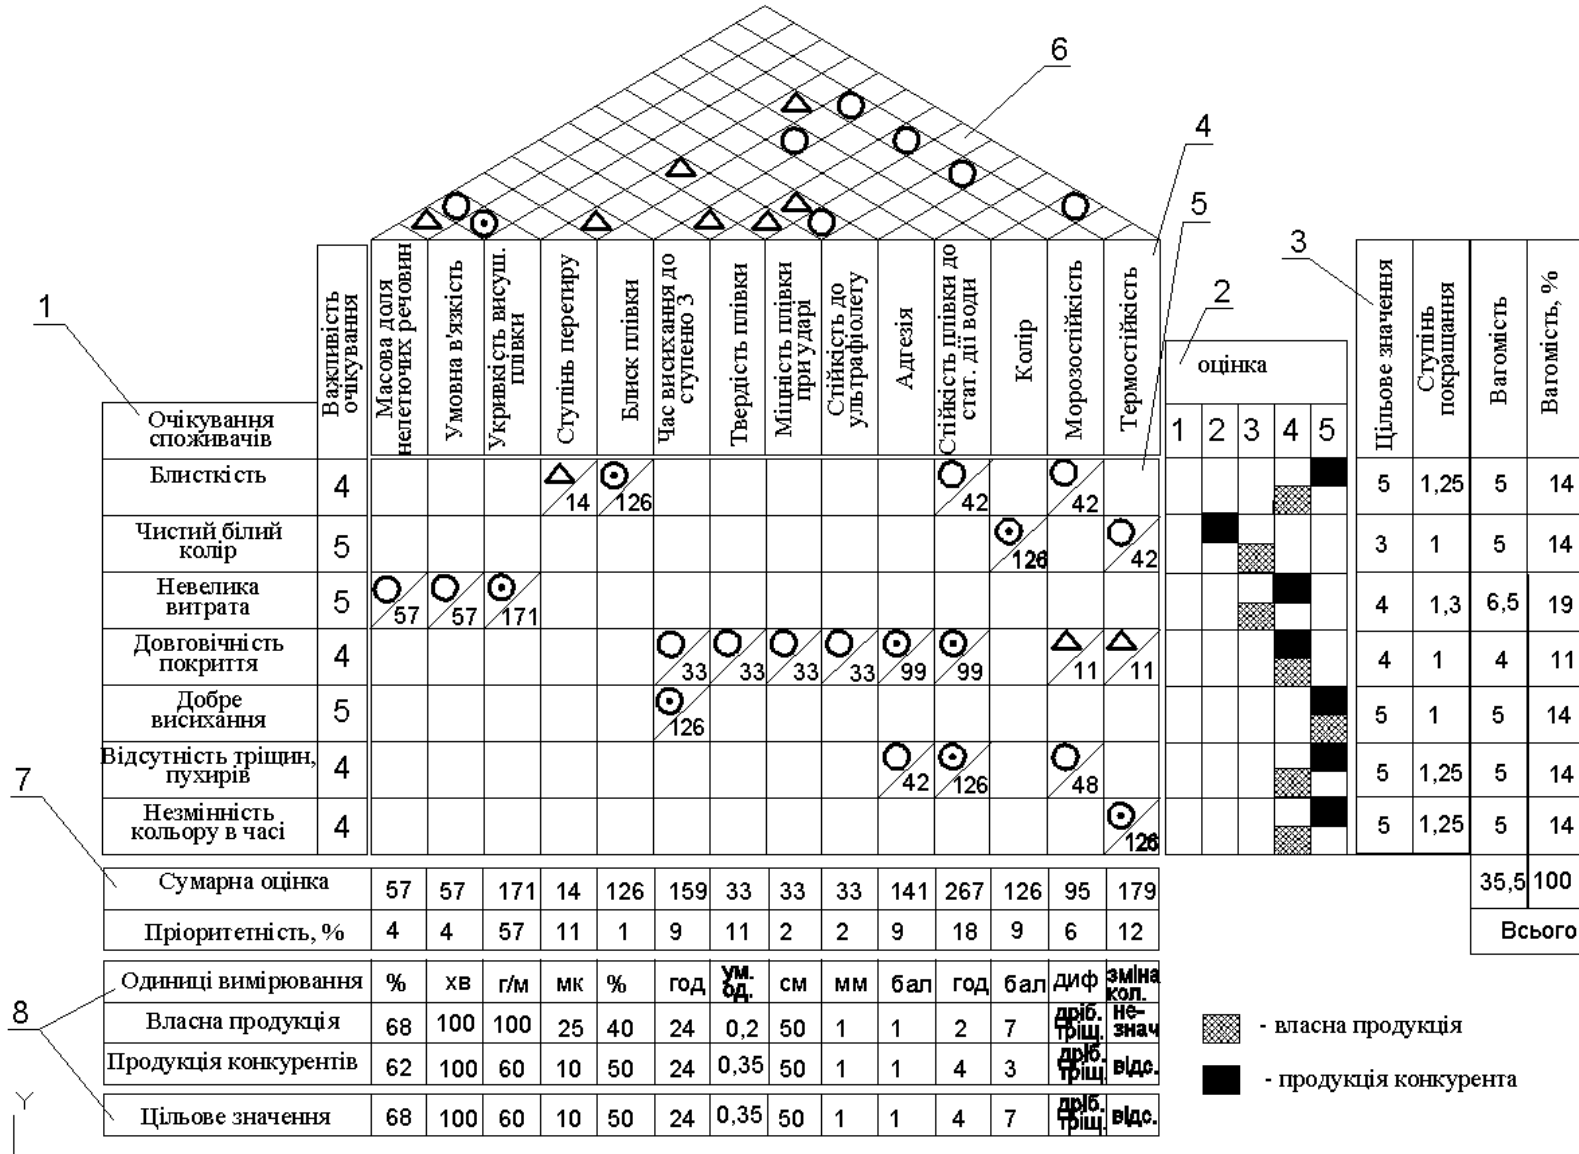 6
4
5
3
2
1
7
8
Важливість
очікування
Масова доля
нелетючих речовин
Умовна в'язкість
Укривкість висуш.
плівки
Ступінь перетиру
Блиск плівки
Час висихання до
ступеню 3
Твердість плівки
Міцність плівки
при ударі
Стійкість до
ультрафіолету
Адгезія
Стійкість плівки до
стат. дії води
Колір
Морозостійкість
Термостійкість
оцінка
1 2 3 4 5
Цільове значення
Ступінь
покращання
Вагомість
Вагомість, %
Очікування
споживачів
Блисткість 4 14 126 42 42 5 1,25 5 14
Чистий білий
колір 5 126 42 3 1 5 14
Невелика
витрата 5 57 57 171 4 1,3 6,5 19
Довговічність
покриття 4 33 33 33 33 99 99 11 11 4 1 4 11
Добре
висихання 5 126 5 1 5 14
Відсутність тріщин,
пухирів 4 42 126 48 5 1,25 5 14
Незмінність
кольору в часі 4 126 5 1,25 5 14
Сумарна оцінка 57 57 171 14 126 159 33 33 33 141 267 126 95 179 35,5 100
Пріоритетність, % 4 4 57 11 1 9 11 2 2 9 18 9 6 12 Всього
Одиниці вимірювання % хв г/м мк % год ум. од. см мм бал год бал диф зміна кол.
Власна продукція 68 100 100 25 40 24 0,2 50 1 1 2 7 дріб. тріщ. не- знач
Продукція конкурентів 62 100 60 10 50 24 0,35 50 1 1 4 3 дріб. тріщ. відс.
Цільове значення 68 100 60 10 50 24 0,35 50 1 1 4 7 дріб. тріщ. відс.
- власна продукція
- продукція конкурента
Y